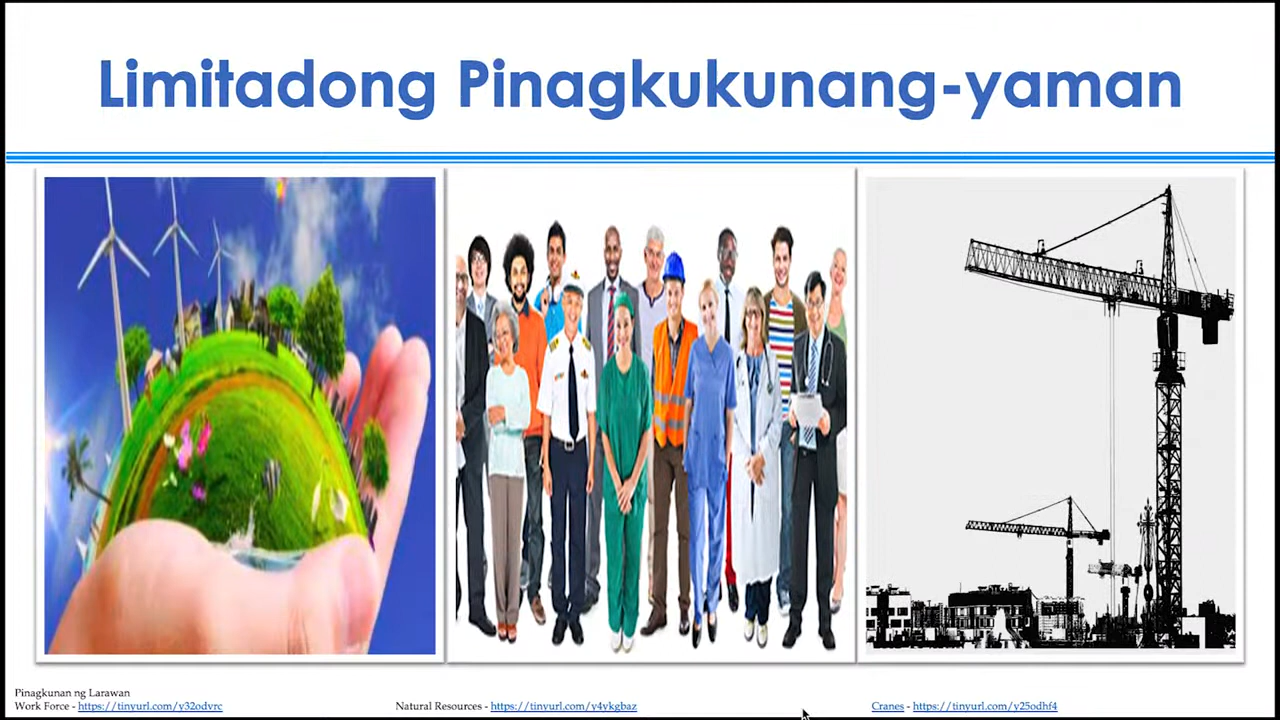 Limitadong Pinagkukunang-yaman
Pinagkunan ng Larawan
Work Force - https://tinyurl.com/y32odvrc
Natural Resources - https://tinyurl.com/y4ykgbaz
Cranes - https://tinyurl.com/y25odhf4